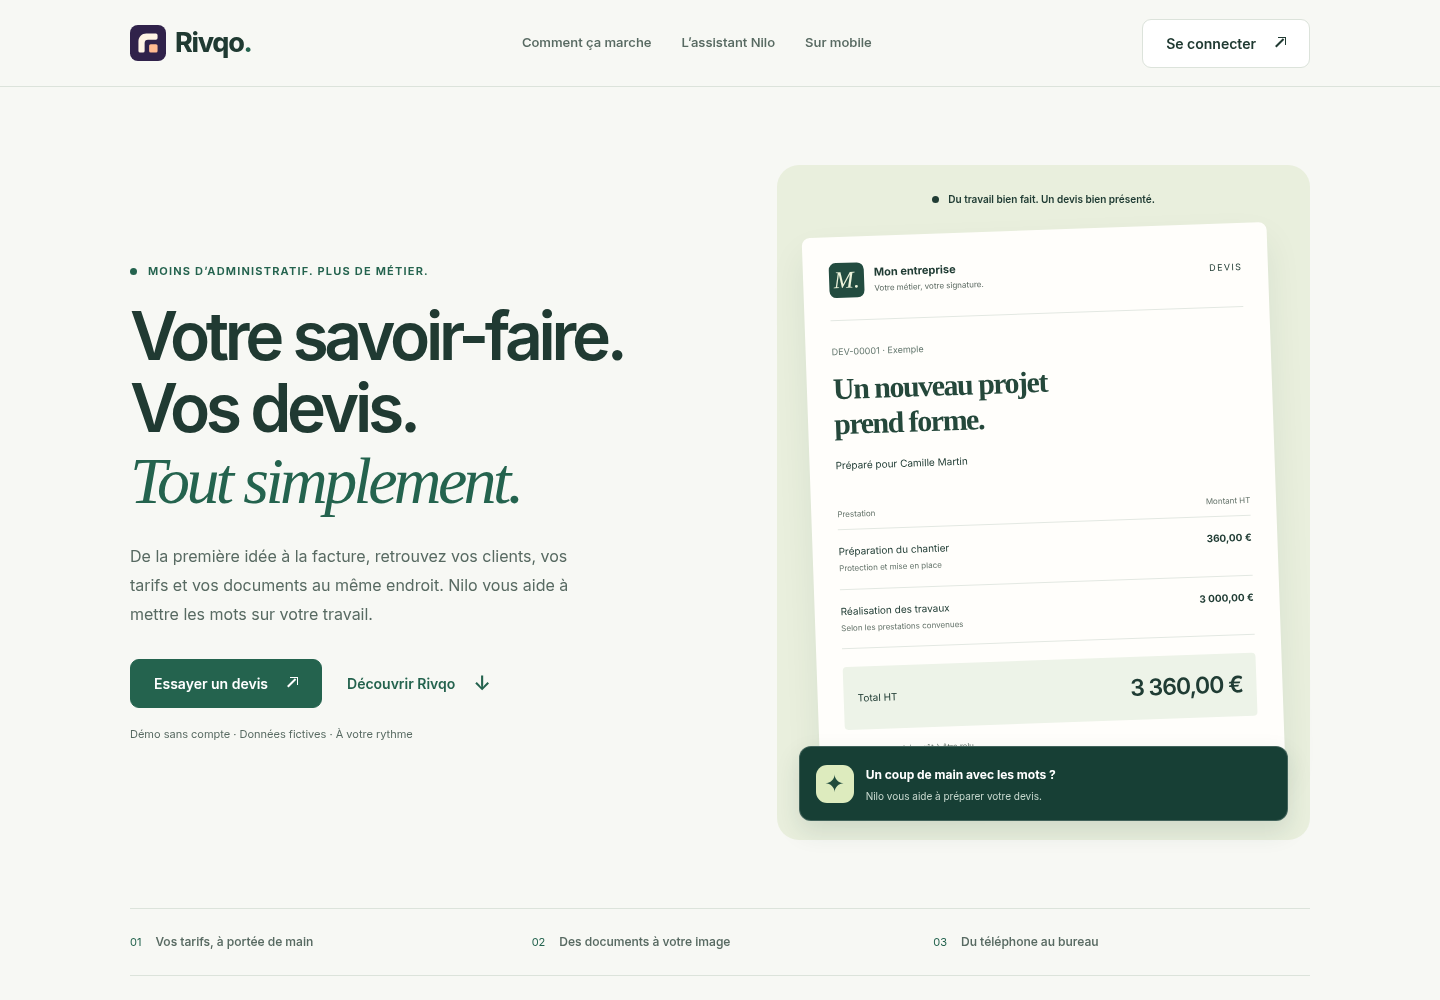 Rivqo.
Comment ça marche
L’assistant Nilo
Sur mobile
Se connecter
MOINS D’ADMINISTRATIF. PLUS DE MÉTIER.
Votre savoir-faire.
Vos devis.
Tout simplement.
De la première idée à la facture, retrouvez vos clients, vos
tarifs et vos documents au même endroit. Nilo vous aide à
mettre les mots sur votre travail.
Essayer un devis
Découvrir Rivqo
Démo sans compte · Données fictives · À votre rythme
Du travail bien fait. Un devis bien présenté.
M.
Mon entreprise
Votre métier, votre signature.
DEVIS
DEV-00001 · Exemple
Un nouveau projet
prend forme.
Préparé pour Camille Martin
Prestation
Montant HT
Préparation du chantier
360,00 €
Protection et mise en place
Réalisation des travaux
3 000,00 €
Selon les prestations convenues
Total HT
3 360,00 €
Un coup de main avec les mots ?
Nilo vous aide à préparer votre devis.
01 Vos tarifs, à portée de main
02 Des documents à votre image
03 Du téléphone au bureau